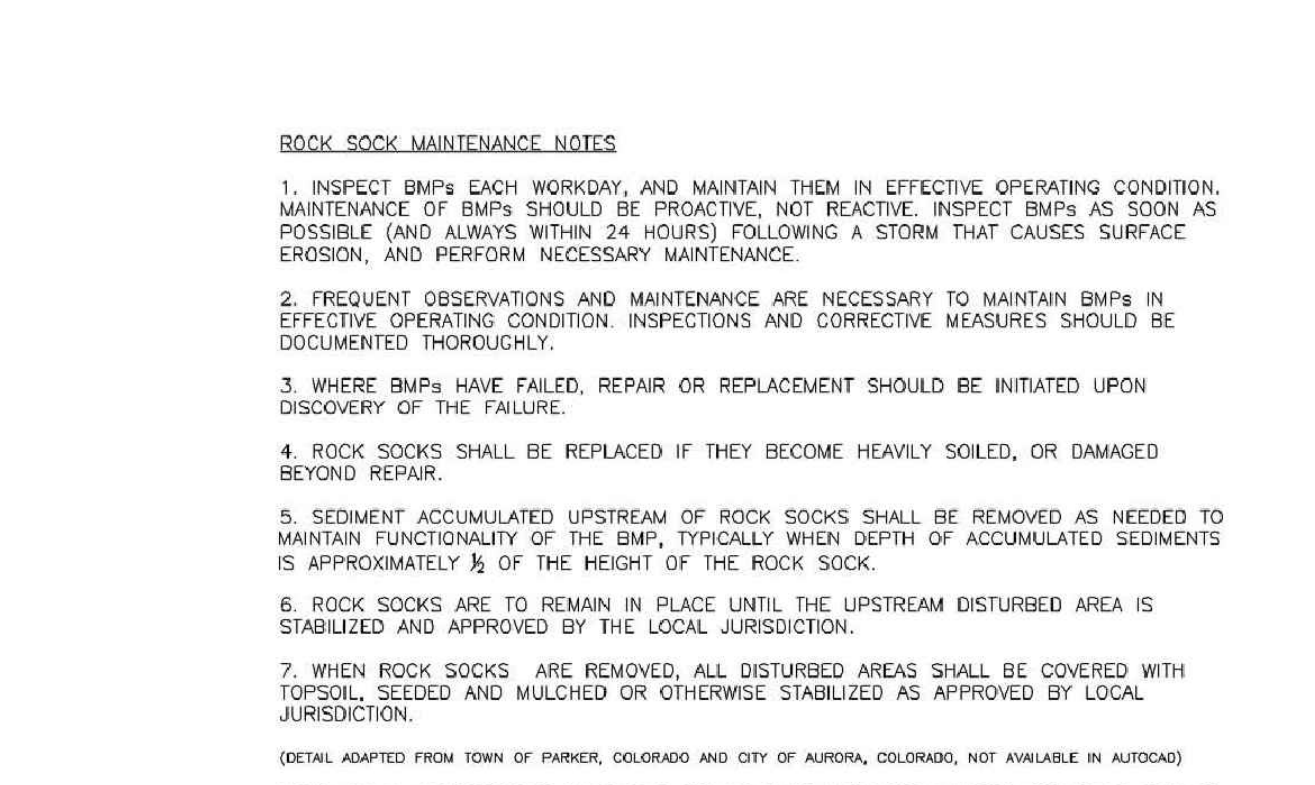 ROCK SOCK MAINTENANCE NOTES
1. INSPECT BMPs EACH WORKDAY, AND MAINTAIN THEM IN EFFECTIVE OPERATING CONDITION.
MAINTENANCE OF BMPs SHOULD BE PROACTIVE, NOT REACTIVE. INSPECT BMPs AS SOON AS
POSSIBLE (AND ALWAYS WITHIN 24 HOURS) FOLLOWING A STORM THAT CAUSES SURFACE
EROSION, AND PERFORM NECESSARY MAINTENANCE.
2. FREQUENT OBSERVATIONS AND MAINTENANCE ARE NECESSARY TO MAINTAIN BMPs IN
EFFECTIVE OPERATING CONDITION. INSPECTIONS AND CORRECTIVE MEASURES SHOULD BE
DOCUMENTED THOROUGHLY.
3. WHERE BMPs HAVE FAILED, REPAIR OR REPLACEMENT SHOULD BE INITIATED UPON
DISCOVERY OF THE FAILURE.
4. ROCK SOCKS SHALL BE REPLACED IF THEY BECOME HEAVILY SOILED, OR DAMAGED
BEYOND REPAIR.
5. SEDIMENT ACCUMULATED UPSTREAM OF ROCK SOCKS SHALL BE REMOVED AS NEEDED TO
MAINTAIN FUNCTIONALITY OF THE BMP, TYPICALLY WHEN DEPTH OF ACCUMULATED SEDIMENTS
IS APPROXIMATELY ½ OF THE HEIGHT OF THE ROCK SOCK.
6. ROCK SOCKS ARE TO REMAIN IN PLACE UNTIL THE UPSTREAM DISTURBED AREA IS
STABILIZED AND APPROVED BY THE LOCAL JURISDICTION.
7. WHEN ROCK SOCKS ARE REMOVED, ALL DISTURBED AREAS SHALL BE COVERED WITH
TOPSOIL, SEEDED AND MULCHED OR OTHERWISE STABILIZED AS APPROVED BY LOCAL
JURISDICTION.
(DETAIL ADAPTED FROM TOWN OF PARKER, COLORADO AND CITY OF AURORA, COLORADO, NOT AVAILABLE IN AUTOCAD)